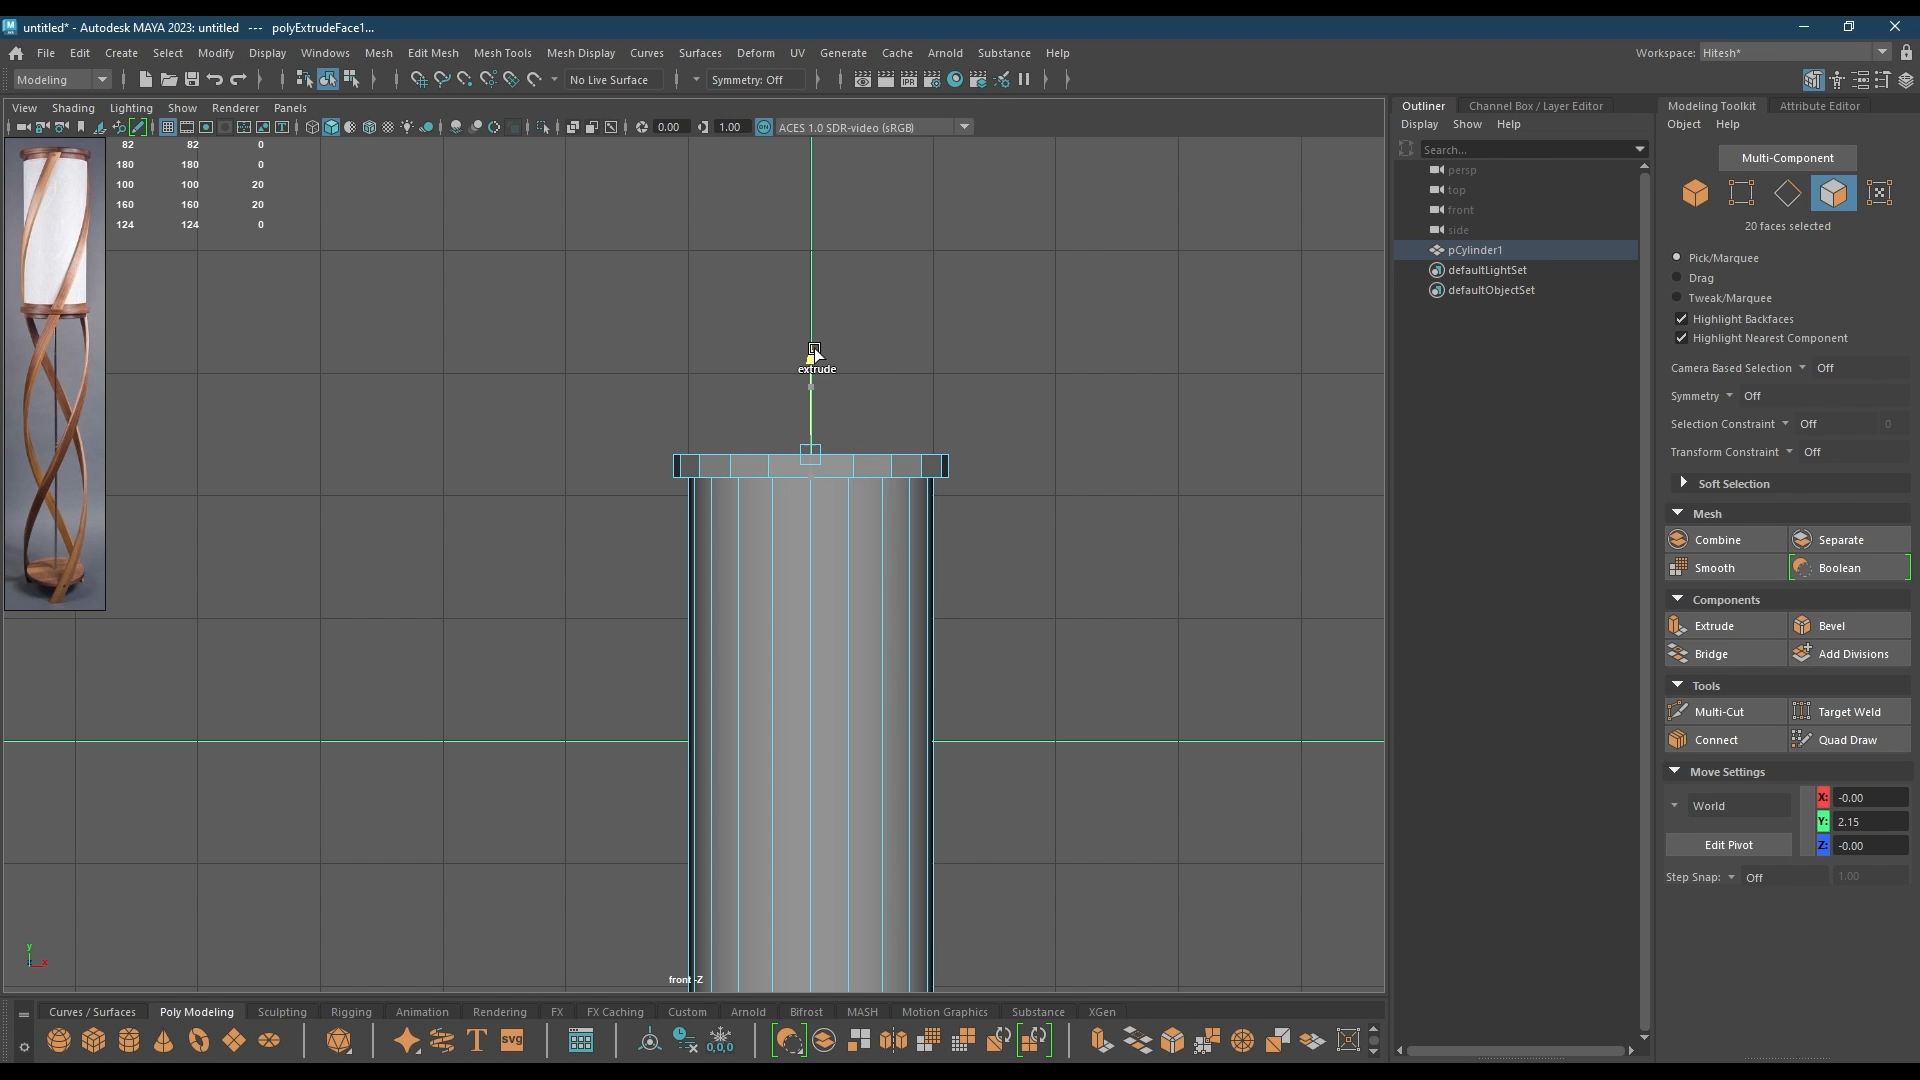 untitled* - Autodesk MAYA 2023: untitled --- polyExtrudeFace1...
File Edit Create Select Modify Display Windows Mesh Edit Mesh Mesh Tools Mesh Display Curves Surfaces Deform UV Generate Cache Arnold Substance Help
Workspace: Hitesh*
Modeling
No Live Surface
Symmetry: Off
IPR
View Shading Lighting Show Renderer Panels
0.00
1.00
ON
ACES 1.0 SDR-video (sRGB)
82 82 0
180 180 0
100 100 20
160 160 20
124 124 0
extrude
front -Z
y
x
Outliner Channel Box / Layer Editor
Display Show Help
Search...
persp
top
front
side
pCylinder1
defaultLightSet
defaultObjectSet
Modeling Toolkit Attribute Editor
Object Help
Multi-Component
20 faces selected
Pick/Marquee
Drag
Tweak/Marquee
Highlight Backfaces
Highlight Nearest Component
Camera Based Selection Off
Symmetry Off
Selection Constraint Off 0
Transform Constraint Off
Soft Selection
Mesh
Combine Separate
Smooth Boolean
Components
Extrude Bevel
Bridge Add Divisions
Tools
Multi-Cut Target Weld
Connect Quad Draw
Move Settings
World
X: -0.00
Y: 2.15
Z: -0.00
Edit Pivot
Step Snap: Off 1.00
Curves / Surfaces Poly Modeling Sculpting Rigging Animation Rendering FX FX Caching Custom Arnold Bifrost MASH Motion Graphics Substance XGen
T
SVG
0,0,0